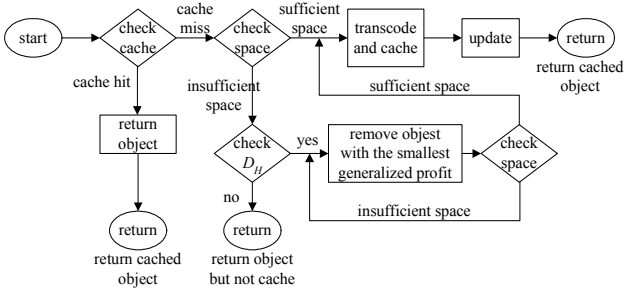 start
check
cache
cache
miss
check
space
sufficient
space
transcode
and cache
update
return
return cached
object
cache hit
insufficient
space
sufficient space
return
object
check
D_H
yes
remove objest
with the smallest
generalized profit
check
space
no
insufficient space
return
return cached
object
return
return object
but not cache